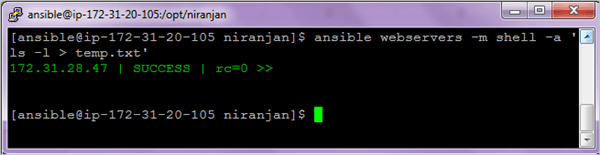 ansible@ip-172-31-20-105:/opt/niranjan
[ansible@ip-172-31-20-105 niranjan]$ ansible webservers -m shell -a '
ls -l > temp.txt'
172.31.28.47 | SUCCESS | rc=0 >>
[ansible@ip-172-31-20-105 niranjan]$